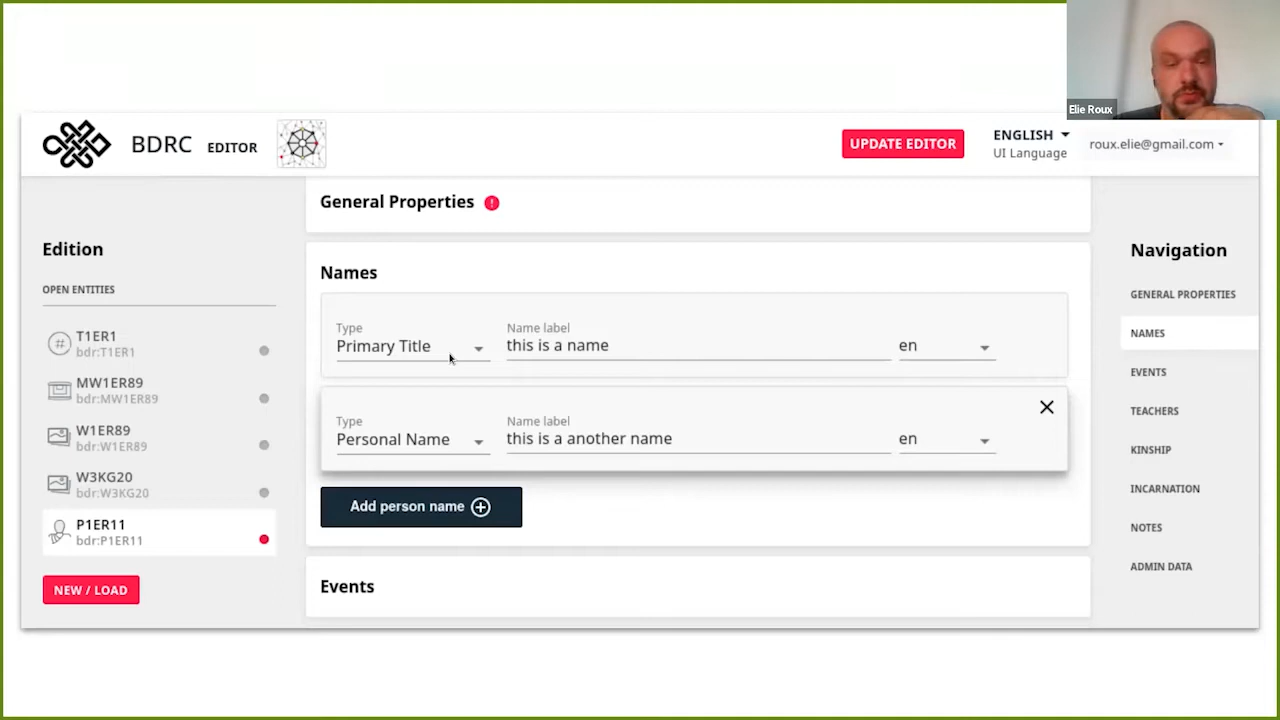 Elie Roux
BDRC EDITOR
UPDATE EDITOR
ENGLISH
UI Language
roux.elie@gmail.com
Edition
OPEN ENTITIES
#
T1ER1
bdr:T1ER1
MW1ER89
bdr:MW1ER89
W1ER89
bdr:W1ER89
W3KG20
bdr:W3KG20
P1ER11
bdr:P1ER11
NEW / LOAD
General Properties !
Names
Type
Name label
Primary Title
this is a name
en
Type
Name label
Personal Name
this is a another name
en
Add person name
Events
Navigation
GENERAL PROPERTIES
NAMES
EVENTS
TEACHERS
KINSHIP
INCARNATION
NOTES
ADMIN DATA